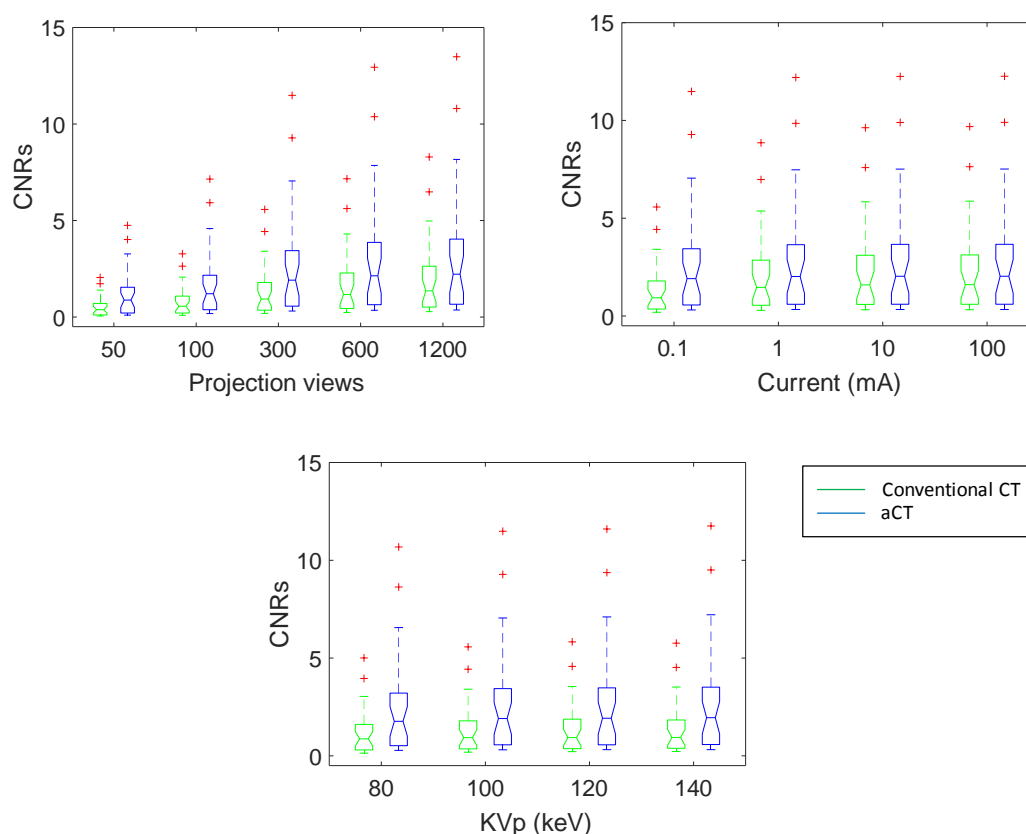 15
10
5
0
CNRs
50 100 300 600 1200
Projection views
15
10
5
0
CNRs
0.1 1 10 100
Current (mA)
15
10
5
0
CNRs
80 100 120 140
KVp (keV)
Conventional CT
aCT